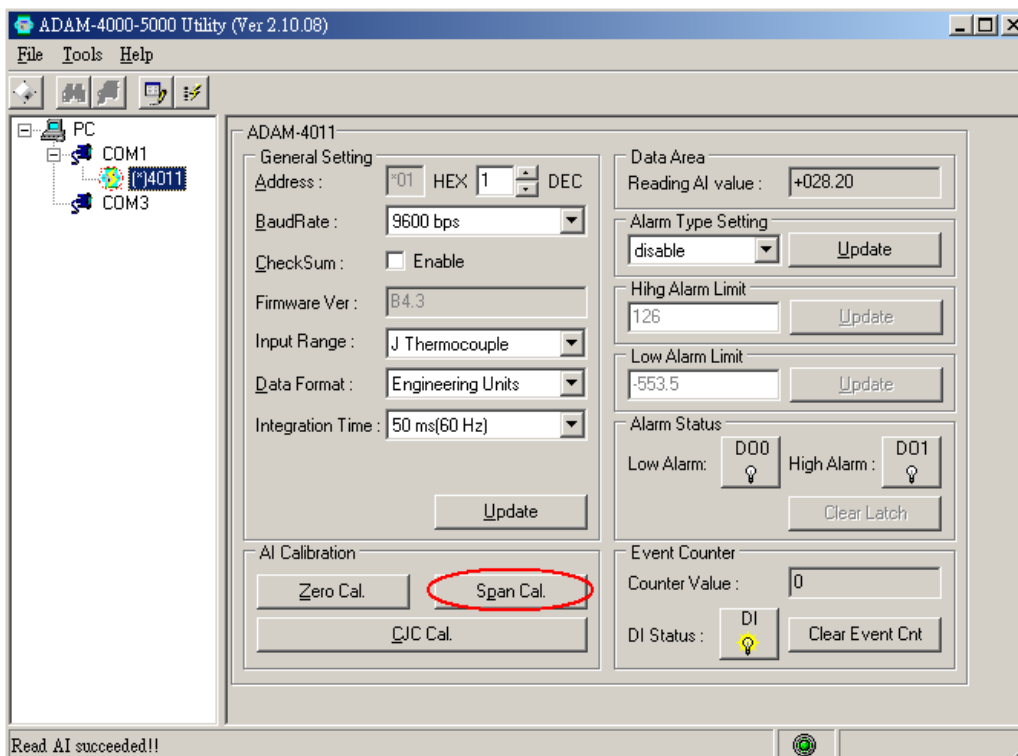 ADAM-4000-5000 Utility (Ver 2.10.08)
File Tools Help
PC
COM1
(*)4011
COM3
ADAM-4011
General Setting
Address : *01 HEX 1 DEC
BaudRate : 9600 bps
CheckSum : Enable
Firmware Ver : B4.3
Input Range : J Thermocouple
Data Format : Engineering Units
Integration Time : 50 ms(60 Hz)
Update
AI Calibration
Zero Cal. Span Cal.
CJC Cal.
Data Area
Reading AI value : +028.20
Alarm Type Setting
disable Update
Hihg Alarm Limit
126 Update
Low Alarm Limit
-553.5 Update
Alarm Status
Low Alarm: DO0 High Alarm : DO1
Clear Latch
Event Counter
Counter Value : 0
DI Status : DI Clear Event Cnt
Read AI succeeded!!